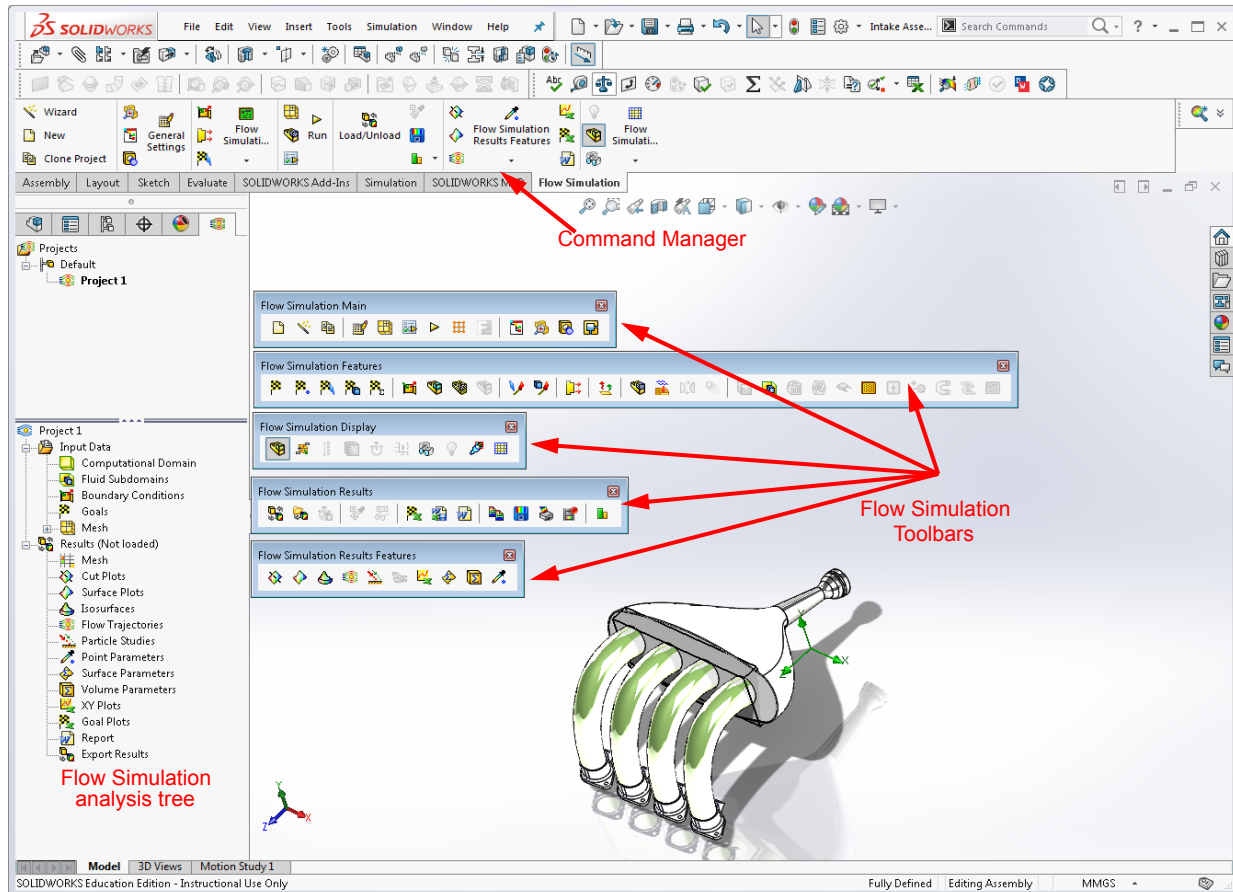 SOLIDWORKS File Edit View Insert Tools Simulation Window Help Intake Asse... Search Commands ?
Abc
Wizard
New
Clone Project
General
Settings
Flow
Simulati...
Run
Load/Unload
Flow Simulation
Results Features
Flow
Simulati...
Assembly Layout Sketch Evaluate SOLIDWORKS Add-Ins Simulation SOLIDWORKS M Flow Simulation
Command Manager
Projects
Default
Project 1
Flow Simulation Main
Flow Simulation Features
Flow Simulation Display
Flow Simulation Results
Flow Simulation Results Features
Flow Simulation
Toolbars
Project 1
Input Data
Computational Domain
Fluid Subdomains
Boundary Conditions
Goals
Mesh
Results (Not loaded)
Mesh
Cut Plots
Surface Plots
Isosurfaces
Flow Trajectories
Particle Studies
Point Parameters
Surface Parameters
Volume Parameters
XY Plots
Goal Plots
Report
Export Results
Flow Simulation
analysis tree
Y
X
Z
Y
X
Z
Model 3D Views Motion Study 1
SOLIDWORKS Education Edition - Instructional Use Only Fully Defined Editing Assembly MMGS